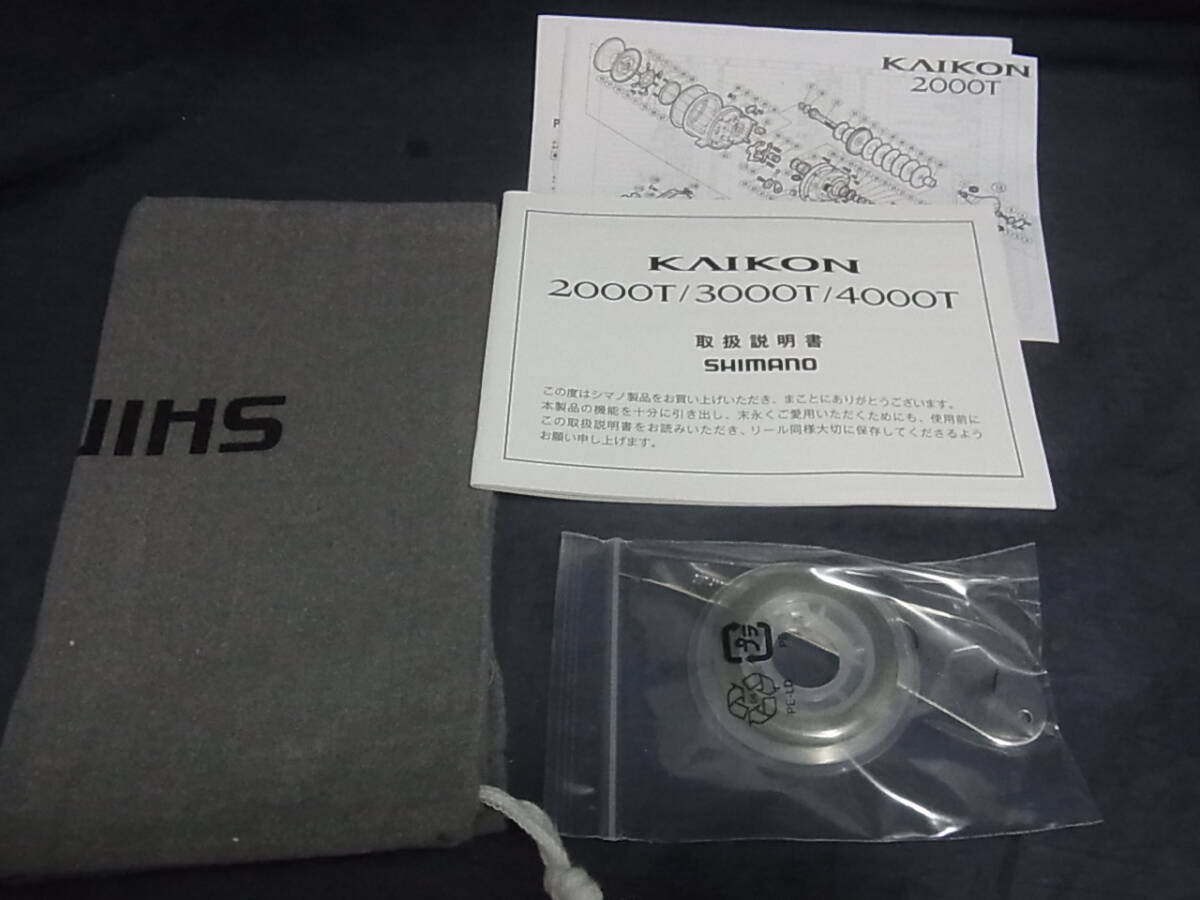 KAIKON
2000T
KAIKON
2000T/3000T/4000T
取扱説明書
SHIMANO
この度はシマノ製品をお買い上げいただき、まことにありがとうございます。
本製品の機能を十分に引き出し、末永くご愛用いただくためにも、使用前に
この取扱説明書をお読みいただき、リール同様大切に保存してくださるよう
お願い申し上げます。
SHIM
プラ
PE-LD